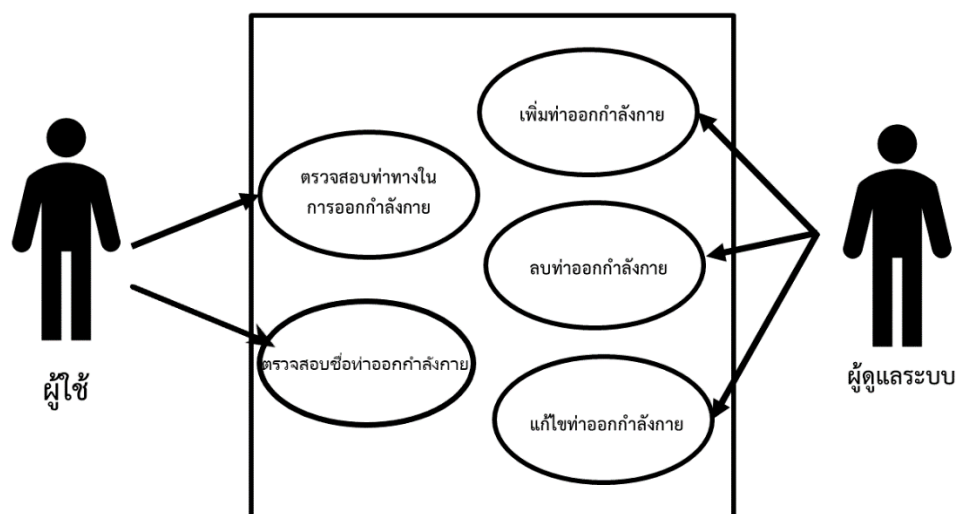 เพิ่มท่าออกกำลังกาย
ตรวจสอบท่าทางใน
การออกกำลังกาย
ลบท่าออกกำลังกาย
ตรวจสอบชื่อท่าออกกำลังกาย
แก้ไขท่าออกกำลังกาย
ผู้ใช้
ผู้ดูแลระบบ